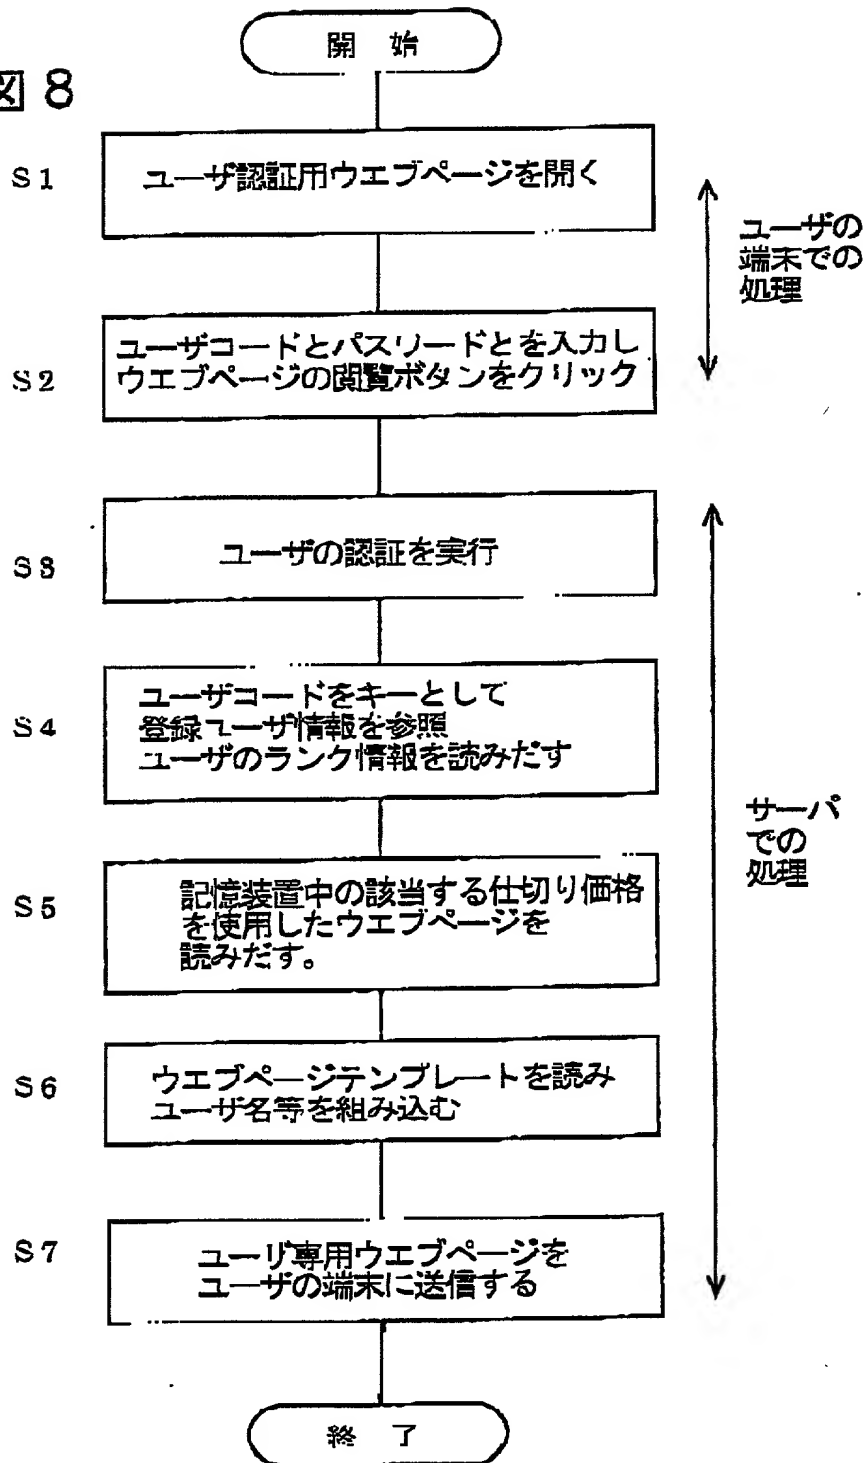 開 始
図 8
S1
ユーザ認証用ウエブページを開く
ユーザの
端末での
処理
S2
ユーザコードとパスワードとを入力し
ウエブページの閲覧ボタンをクリック
S3
ユーザの認証を実行
S4
ユーザコードをキーとして
登録ユーザ情報を参照
ユーザのランク情報を読みだす
サーバ
での
処理
S5
記憶装置中の該当する仕切り価格
を使用したウエブページを
読みだす。
S6
ウエブページテンプレートを読み
ユーザ名等を組み込む
S7
ユーザ専用ウエブページを
ユーザの端末に送信する
終 了